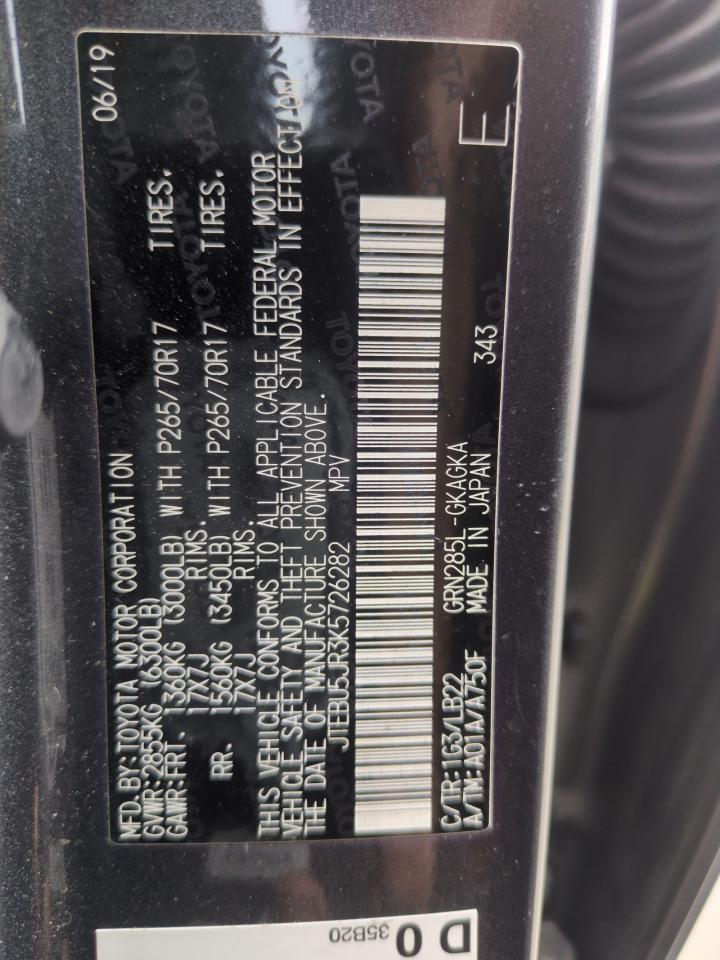 MFD.BY:TOYOTA MOTOR CORPORATION 06/19
GVWR:2855KG (6300LB)
GAWR:FRT. 1360KG (3000LB) WITH P265/70R17 TIRES.
17X7J RIMS.
RR. 1560KG (3450LB) WITH P265/70R17 TIRES.
17X7J RIMS.
THIS VEHICLE CONFORMS TO ALL APPLICABLE FEDERAL MOTOR
VEHICLE SAFETY AND THEFT PREVENTION STANDARDS IN EFFECT ON
THE DATE OF MANUFACTURE SHOWN ABOVE.
JTEBU5JR3K5726282 MPV
C/TR:1G3/LB22 GRN285L-GKAGKA
A/TM:A01A/A750F MADE IN JAPAN 343 E
D0
35B20